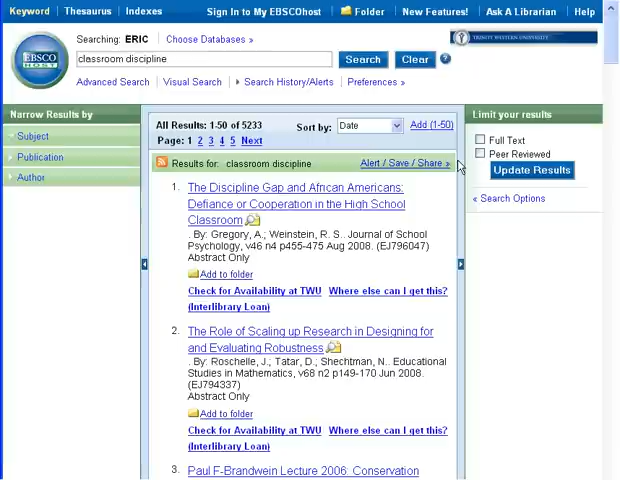 Keyword Thesaurus Indexes Sign In to My EBSCOhost Folder New Features! Ask A Librarian Help
EBSCO
HOST
Searching: ERIC Choose Databases »
TRINITY WESTERN UNIVERSITY
classroom discipline Search Clear ?
Advanced Search Visual Search Search History/Alerts Preferences »
Narrow Results by
Subject
Publication
Author
All Results: 1-50 of 5233 Sort by: Date Add (1-50)
Page: 1 2 3 4 5 Next
Results for: classroom discipline Alert / Save / Share »
1. The Discipline Gap and African Americans:
Defiance or Cooperation in the High School
Classroom
. By: Gregory, A.; Weinstein, R. S.. Journal of School
Psychology, v46 n4 p455-475 Aug 2008. (EJ796047)
Abstract Only
Add to folder
Check for Availability at TWU Where else can I get this?
(Interlibrary Loan)
2. The Role of Scaling up Research in Designing for
and Evaluating Robustness
. By: Roschelle, J.; Tatar, D.; Shechtman, N.. Educational
Studies in Mathematics, v68 n2 p149-170 Jun 2008.
(EJ794337)
Abstract Only
Add to folder
Check for Availability at TWU Where else can I get this?
(Interlibrary Loan)
3. Paul F-Brandwein Lecture 2006: Conservation
Limit your results
Full Text
Peer Reviewed
Update Results
« Search Options